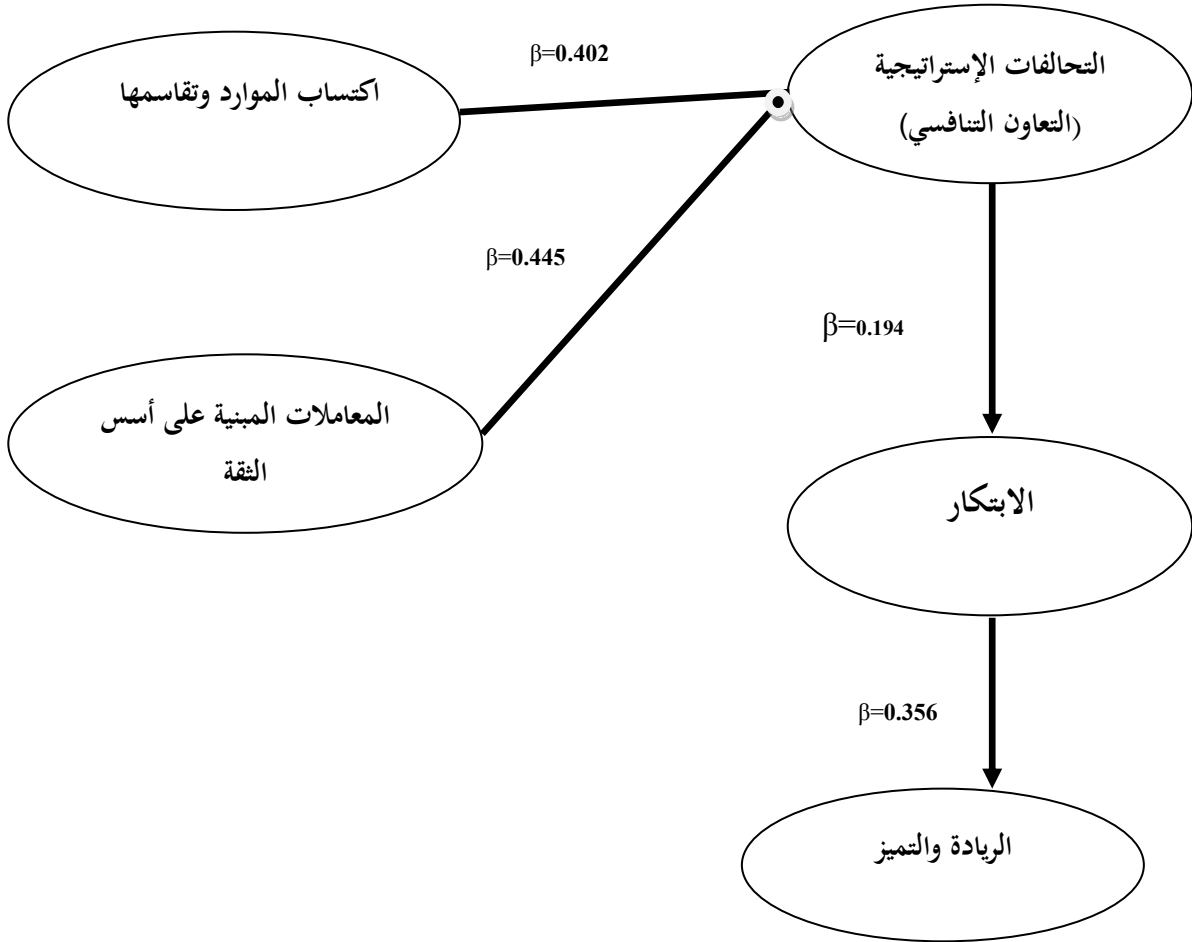 التحالفات الإستراتيجية
(التعاون التنافسي)
β=0.402
اكتساب الموارد وتقاسمها
β=0.445
β=0.194
المعاملات المبنية على أسس
الثقة
الابتكار
β=0.356
الريادة والتميز